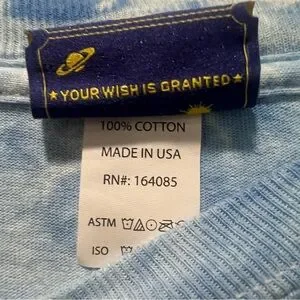 ★ YOUR WISH IS GRANTED ★
100% COTTON
MADE IN USA
RN#: 164085
ASTM
ISO